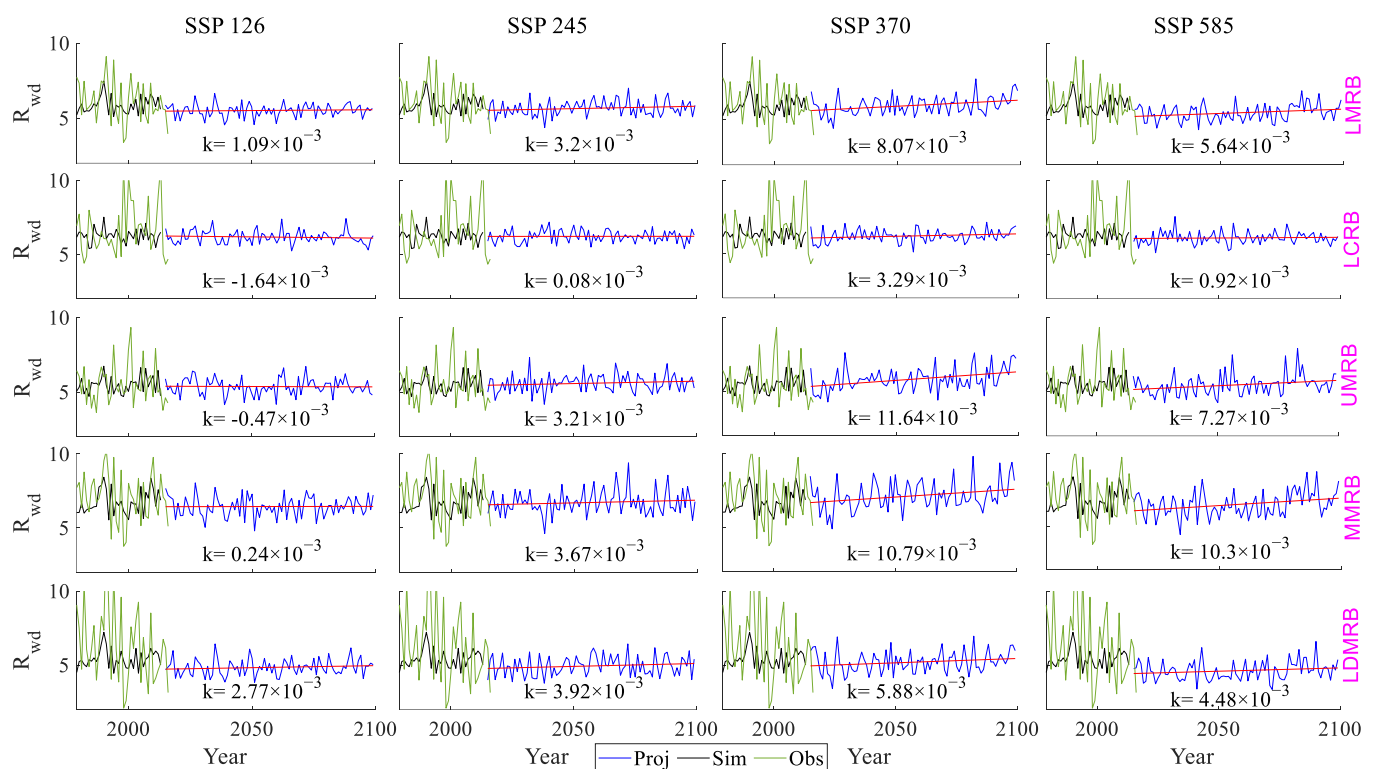 SSP 126 SSP 245 SSP 370 SSP 585
10
5
R_wd
k= 1.09×10^−3
k= 3.2×10^−3
k= 8.07×10^−3
k= 5.64×10^−3
LMRB
10
5
R_wd
k= -1.64×10^−3
k= 0.08×10^−3
k= 3.29×10^−3
k= 0.92×10^−3
LCRB
10
5
R_wd
k= -0.47×10^−3
k= 3.21×10^−3
k= 11.64×10^−3
k= 7.27×10^−3
UMRB
10
5
R_wd
k= 0.24×10^−3
k= 3.67×10^−3
k= 10.79×10^−3
k= 10.3×10^−3
MMRB
10
5
R_wd
k= 2.77×10^−3
k= 3.92×10^−3
k= 5.88×10^−3
k= 4.48×10^−3
LDMRB
2000 2050 2100 2000 2050 2100 2000 2050 2100 2000 2050 2100
Year Year Year Year
Proj Sim Obs